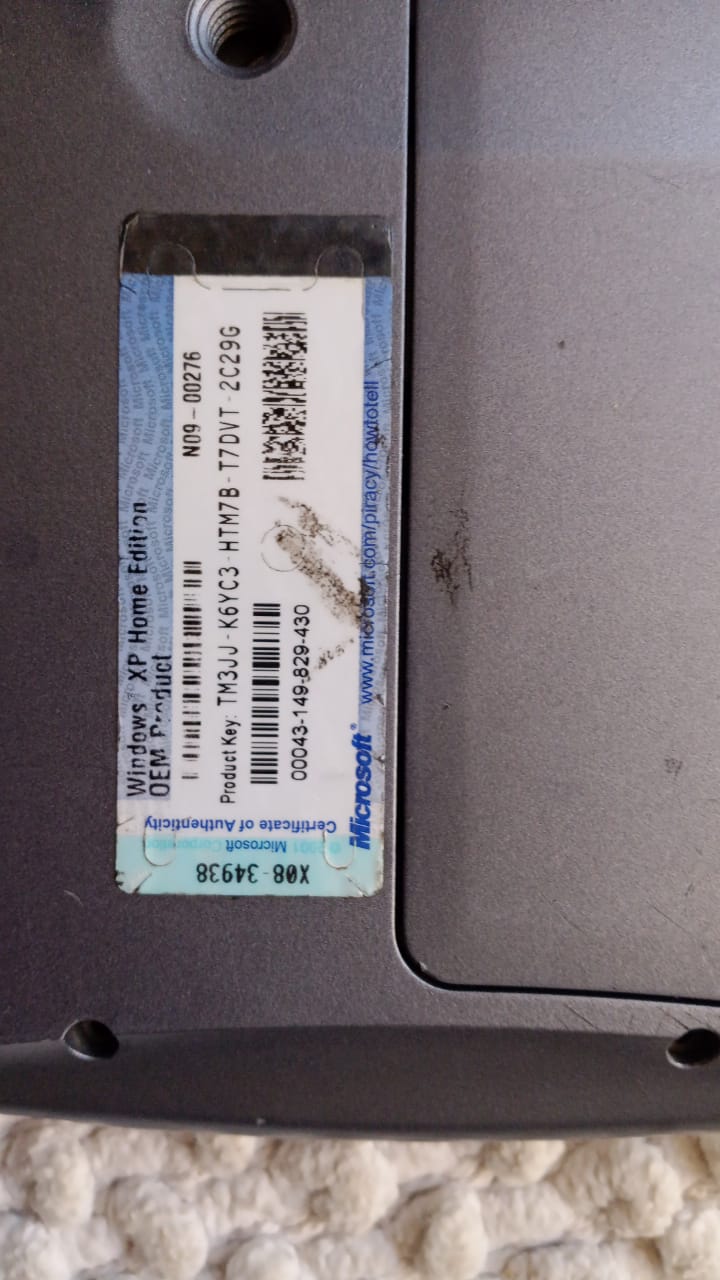 Windows® XP Home Edition
OEM Product
N09-00276
Product Key: TM3JJ-K6YC3-HTM7B-T7DVT-2C29G
00043-149-829-430
Microsoft® www.microsoft.com/piracy/howtotell
Certificate of Authenticity
© 2001 Microsoft Corporation
X08-34938